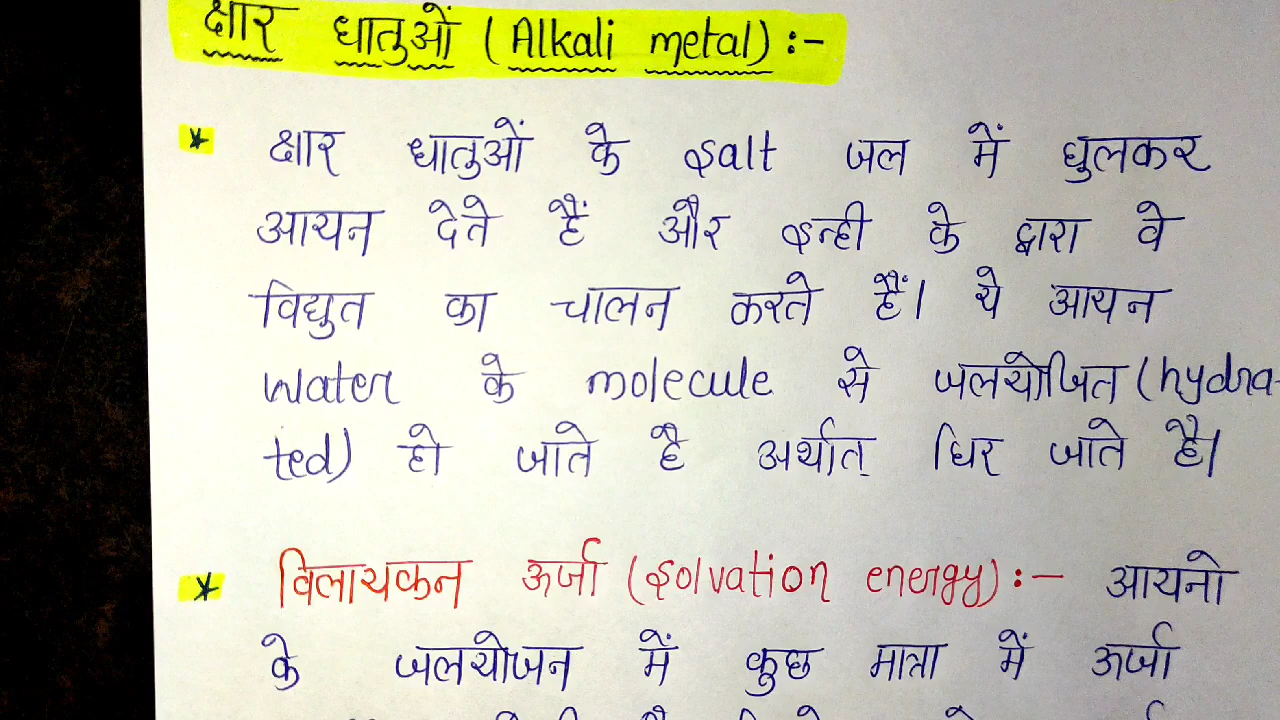 क्षार धातुओं (Alkali metal) :-
* क्षार धातुओं के salt जल में घुलकर
आयन देते हैं और इन्ही के द्वारा वे
विद्युत का चालन करते हैं। ये आयन
water के molecule से जलयोजित (hydra-
ted) हो जाते है अर्थात् घिर जाते है।
* विलायकन ऊर्जा (solvation energy) :- आयनो
के जलयोजन में कुछ मात्रा में ऊर्जा